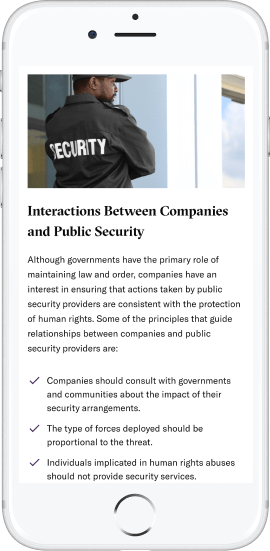 SECURITY
Interactions Between Companies
and Public Security
Although governments have the primary role of
maintaining law and order, companies have an
interest in ensuring that actions taken by public
security providers are consistent with the protection
of human rights. Some of the principles that guide
relationships between companies and public
security providers are:
Companies should consult with governments
and communities about the impact of their
security arrangements.
The type of forces deployed should be
proportional to the threat.
Individuals implicated in human rights abuses
should not provide security services.